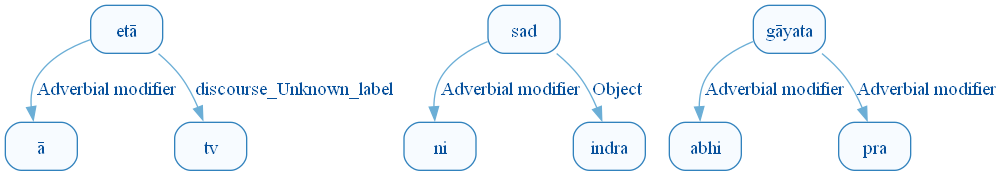 etā sad gāyata
Adverbial modifier discourse_Unknown_label Adverbial modifier Object Adverbial modifier Adverbial modifier
ā tv ni indra abhi pra